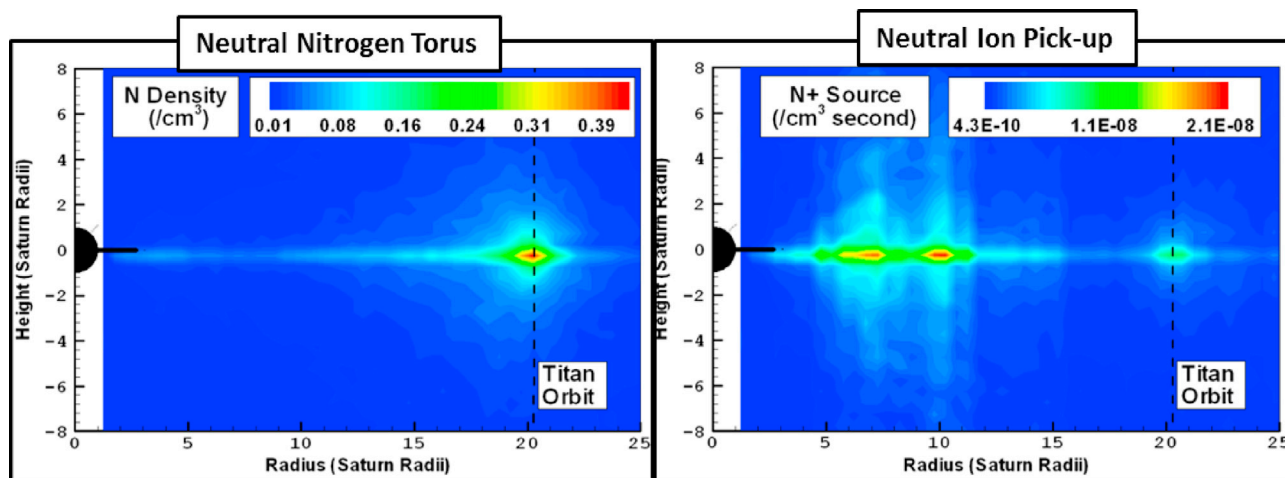 Neutral Nitrogen Torus
N Density
(/cm³)
0.01 0.08 0.16 0.24 0.31 0.39
8
6
4
2
0
-2
-4
-6
-8
Height (Saturn Radii)
Titan
Orbit
0 5 10 15 20 25
Radius (Saturn Radii)
Neutral Ion Pick-up
N+ Source
(/cm³ second)
4.3E-10 1.1E-08 2.1E-08
8
6
4
2
0
-2
-4
-6
-8
Height (Saturn Radii)
Titan
Orbit
0 5 10 15 20 25
Radius (Saturn Radii)